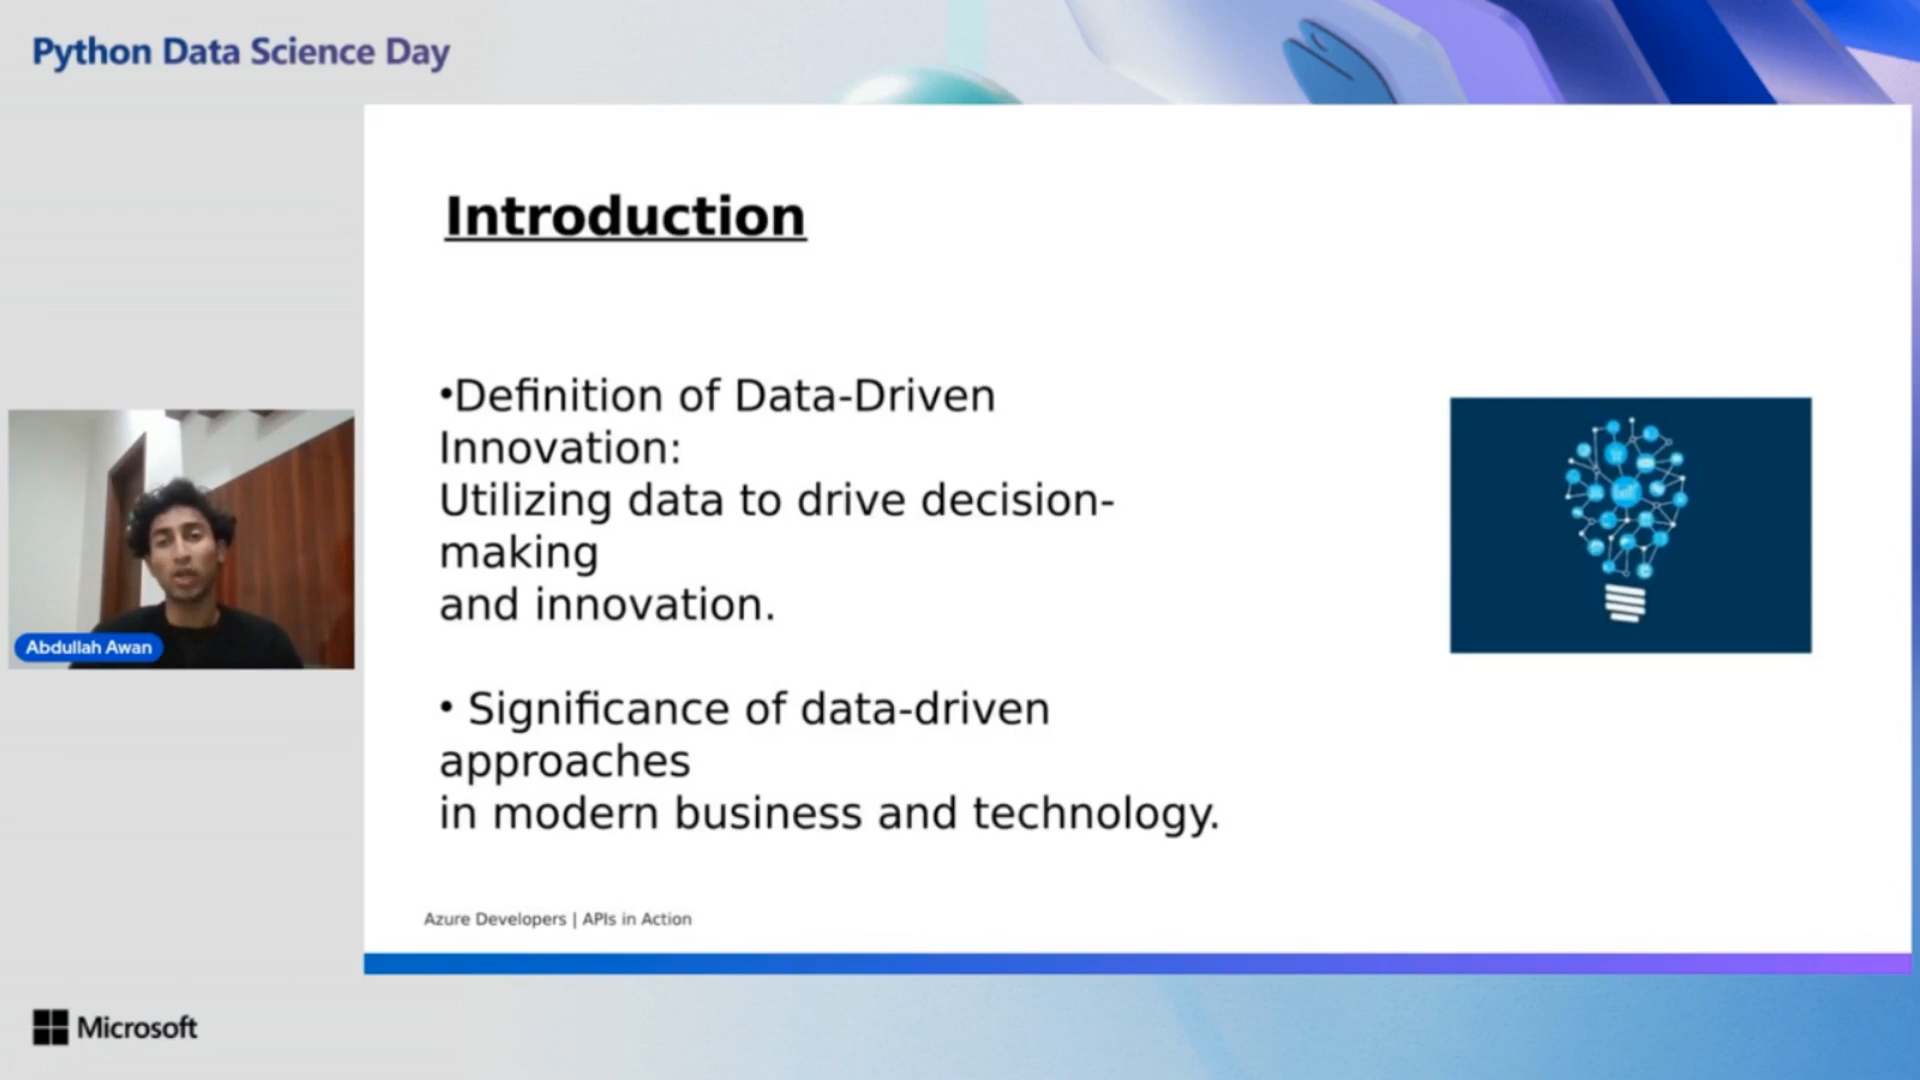 Python Data Science Day
Introduction
•Definition of Data-Driven
Innovation:
Utilizing data to drive decision-
making
and innovation.
• Significance of data-driven
approaches
in modern business and technology.
Abdullah Awan
Azure Developers | APIs in Action
Microsoft